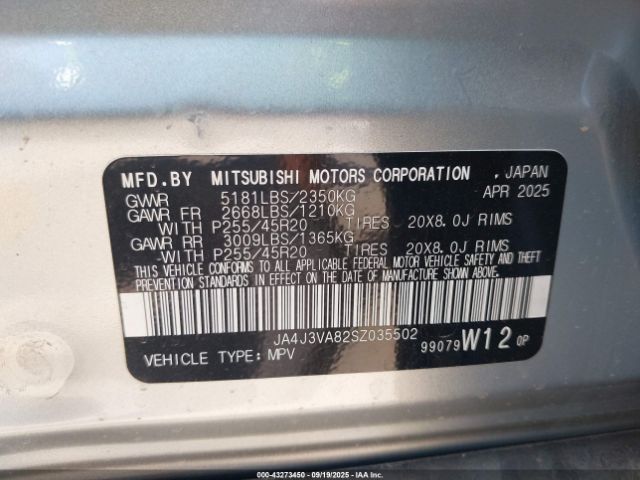 MFD.BY MITSUBISHI MOTORS CORPORATION , JAPAN
GVWR 5181LBS/2350KG APR 2025
GAWR FR 2668LBS/1210KG
-WITH P255/45R20 TIRES 20X8.0J RIMS
GAWR RR 3009LBS/1365KG
-WITH P255/45R20 TIRES 20X8.0J RIMS
THIS VEHICLE CONFORMS TO ALL APPLICABLE FEDERAL MOTOR VEHICLE SAFETY AND THEFT
PREVENTION STANDARDS IN EFFECT ON THE DATE OF MANUFACTURE SHOWN ABOVE.
JA4J3VA82SZ035502
VEHICLE TYPE: MPV 99079 W12 0P
000-43273450 - 09/19/2025 - IAA Inc.